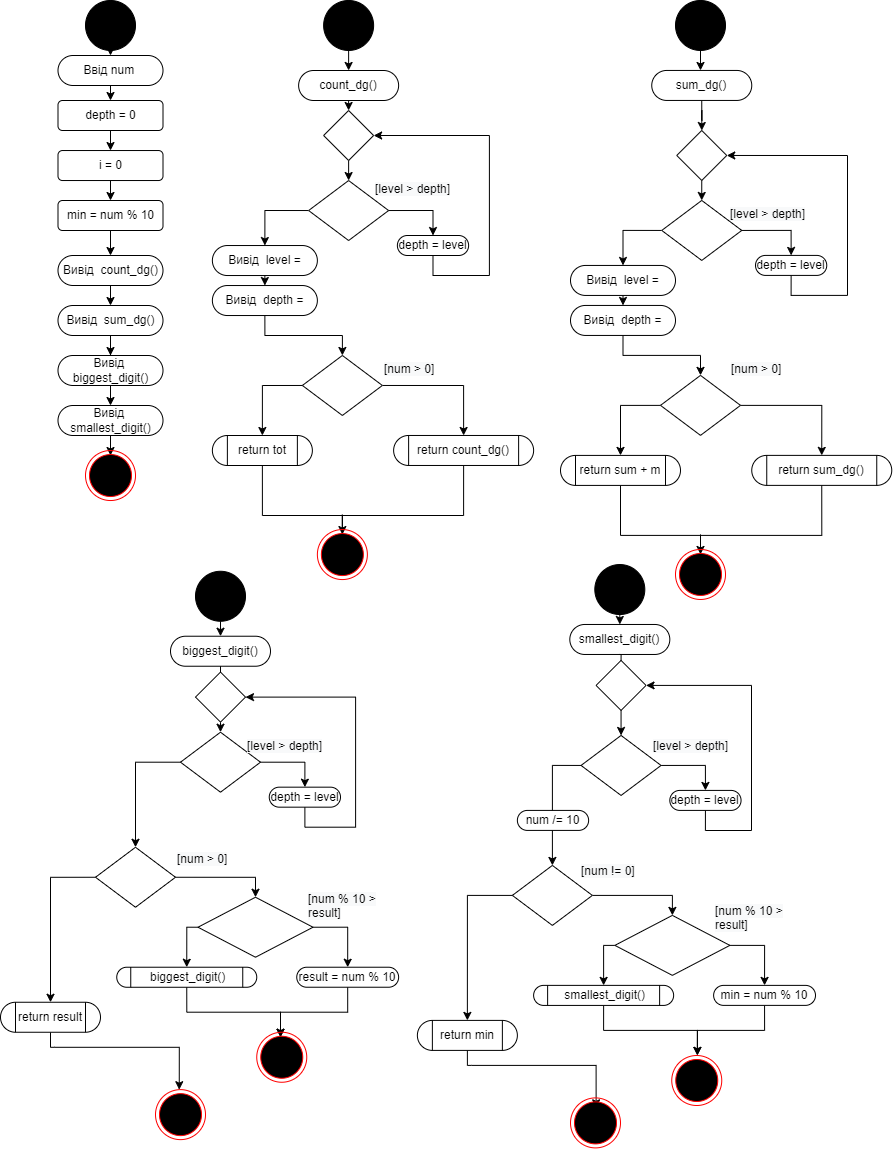 Ввід num
depth = 0
i = 0
min = num % 10
Вивід count_dg()
Вивід sum_dg()
Вивід
biggest_digit()
Вивід
smallest_digit()
count_dg()
[level > depth]
depth = level
Вивід level =
Вивід depth =
[num > 0]
return tot
return count_dg()
sum_dg()
[level > depth]
depth = level
Вивід level =
Вивід depth =
[num > 0]
return sum + m
return sum_dg()
biggest_digit()
[level > depth]
depth = level
[num > 0]
[num % 10 >
result]
biggest_digit()
result = num % 10
return result
smallest_digit()
[level > depth]
depth = level
num /= 10
[num != 0]
[num % 10 >
result]
smallest_digit()
min = num % 10
return min